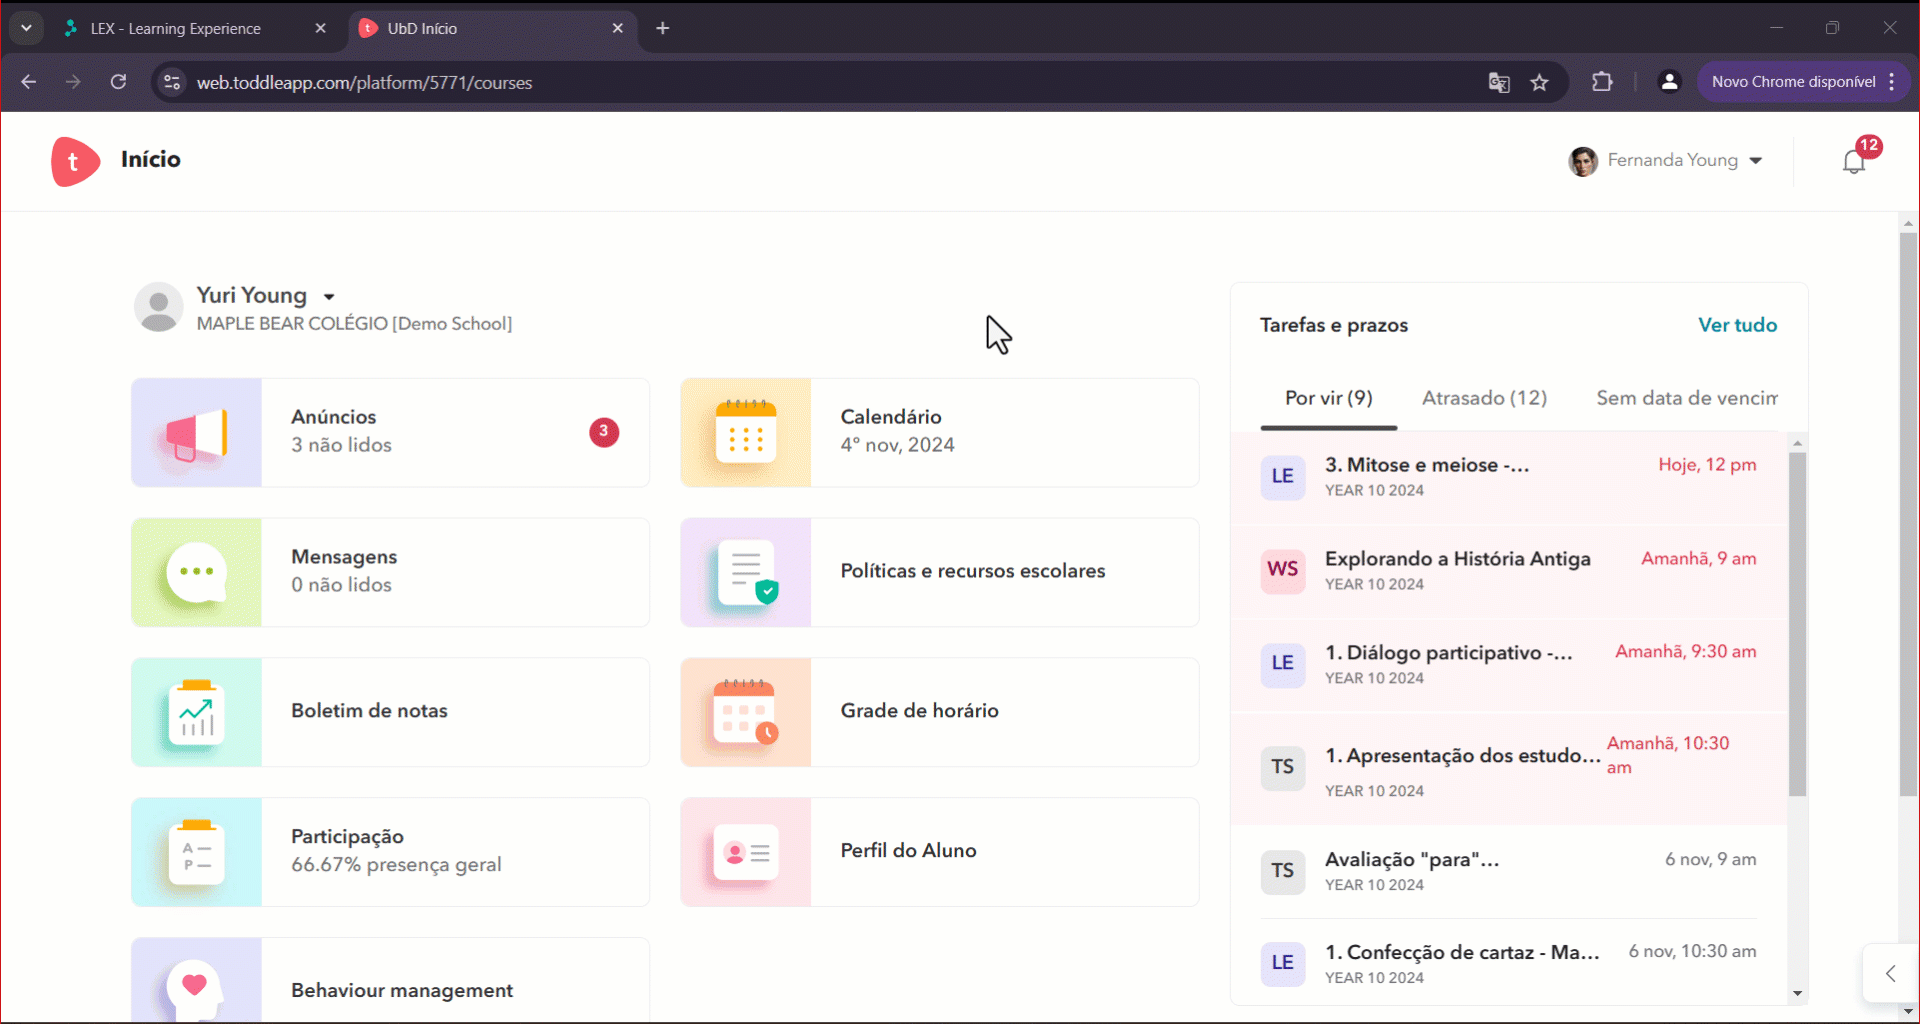 LEX - Learning Experience
UbD Início
web.toddleapp.com/platform/5771/courses
Novo Chrome disponível
t
Início
Fernanda Young
12
Yuri Young
MAPLE BEAR COLÉGIO [Demo School]
Anúncios
3 não lidos
3
Calendário
4° nov, 2024
Mensagens
0 não lidos
Políticas e recursos escolares
Boletim de notas
Grade de horário
A
P
Participação
66.67% presença geral
Perfil do Aluno
Behaviour management
Tarefas e prazos
Ver tudo
Por vir (9)
Atrasado (12)
Sem data de vencim
LE
3. Mitose e meiose -...
Hoje, 12 pm
YEAR 10 2024
WS
Explorando a História Antiga
Amanhã, 9 am
YEAR 10 2024
LE
1. Diálogo participativo -...
Amanhã, 9:30 am
YEAR 10 2024
TS
1. Apresentação dos estudo...
Amanhã, 10:30 am
YEAR 10 2024
TS
Avaliação "para"...
6 nov, 9 am
YEAR 10 2024
LE
1. Confecção de cartaz - Ma...
6 nov, 10:30 am
YEAR 10 2024